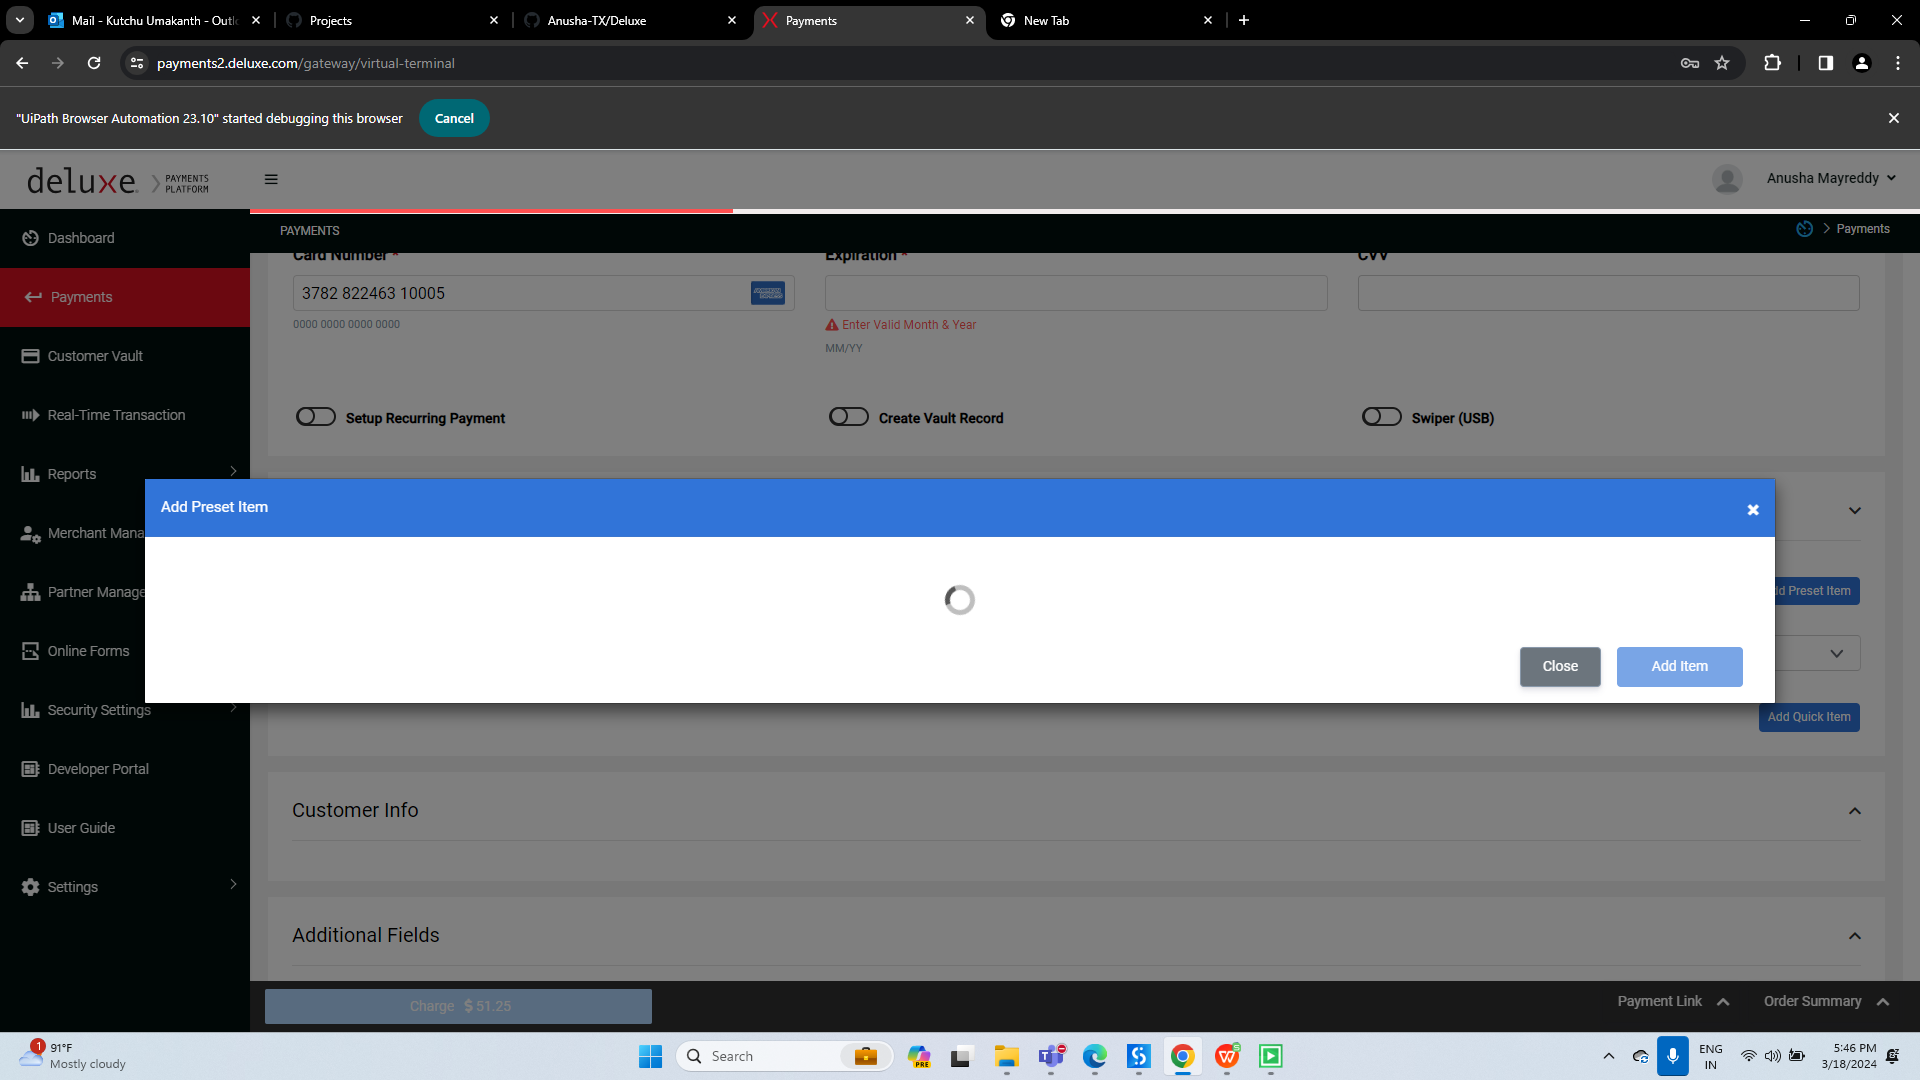 Mail - Kutchu Umakanth - Outl
Projects
Anusha-TX/Deluxe
Payments
New Tab
payments2.deluxe.com/gateway/virtual-terminal
"UiPath Browser Automation 23.10" started debugging this browser
Cancel
deluxe.
PAYMENTS
PLATFORM
Anusha Mayreddy
PAYMENTS
Payments
Dashboard
Payments
Customer Vault
Real-Time Transaction
Reports
Merchant Mana
Partner Manage
Online Forms
Security Settings
Developer Portal
User Guide
Settings
Card Number *
Expiration *
CVV
3782 822463 10005
0000 0000 0000 0000
Enter Valid Month & Year
MM/YY
Setup Recurring Payment
Create Vault Record
Swiper (USB)
Add Preset Item
d Preset Item
Close
Add Item
Add Quick Item
Customer Info
Additional Fields
Charge $ 51.25
Payment Link
Order Summary
1
91°F
Mostly cloudy
Search
PRE
ENG
IN
5:46 PM
3/18/2024